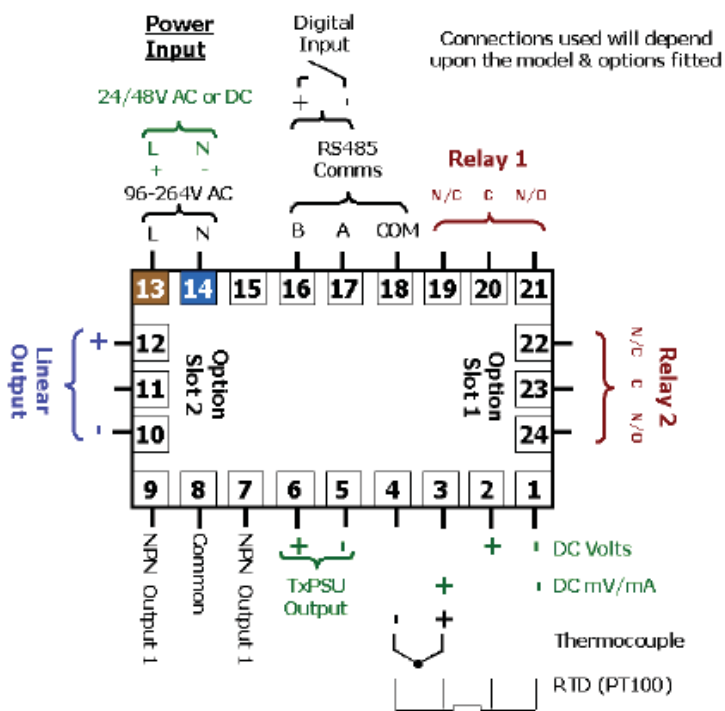 Power
Input
Digital
Input
Connections used will depend
upon the model & options fitted
24/48V AC or DC
+ -
L N
+ -
RS485
Comms
Relay 1
96-264V AC
N/C C N/O
L N
B A COM
13 14 15 16 17 18 19 20 21
+ 12
11
- 10
Linear
Output
Option
Slot 2
Option
Slot 1
22 N/C
23 C
24 N/O
Relay 2
9 8 7 6 5 4 3 2 1
NPN Output 1
Common
NPN Output 1
+ -
TxPSU
Output
+ - DC Volts
+ - DC mV/mA
- +
Thermocouple
RTD (PT100)